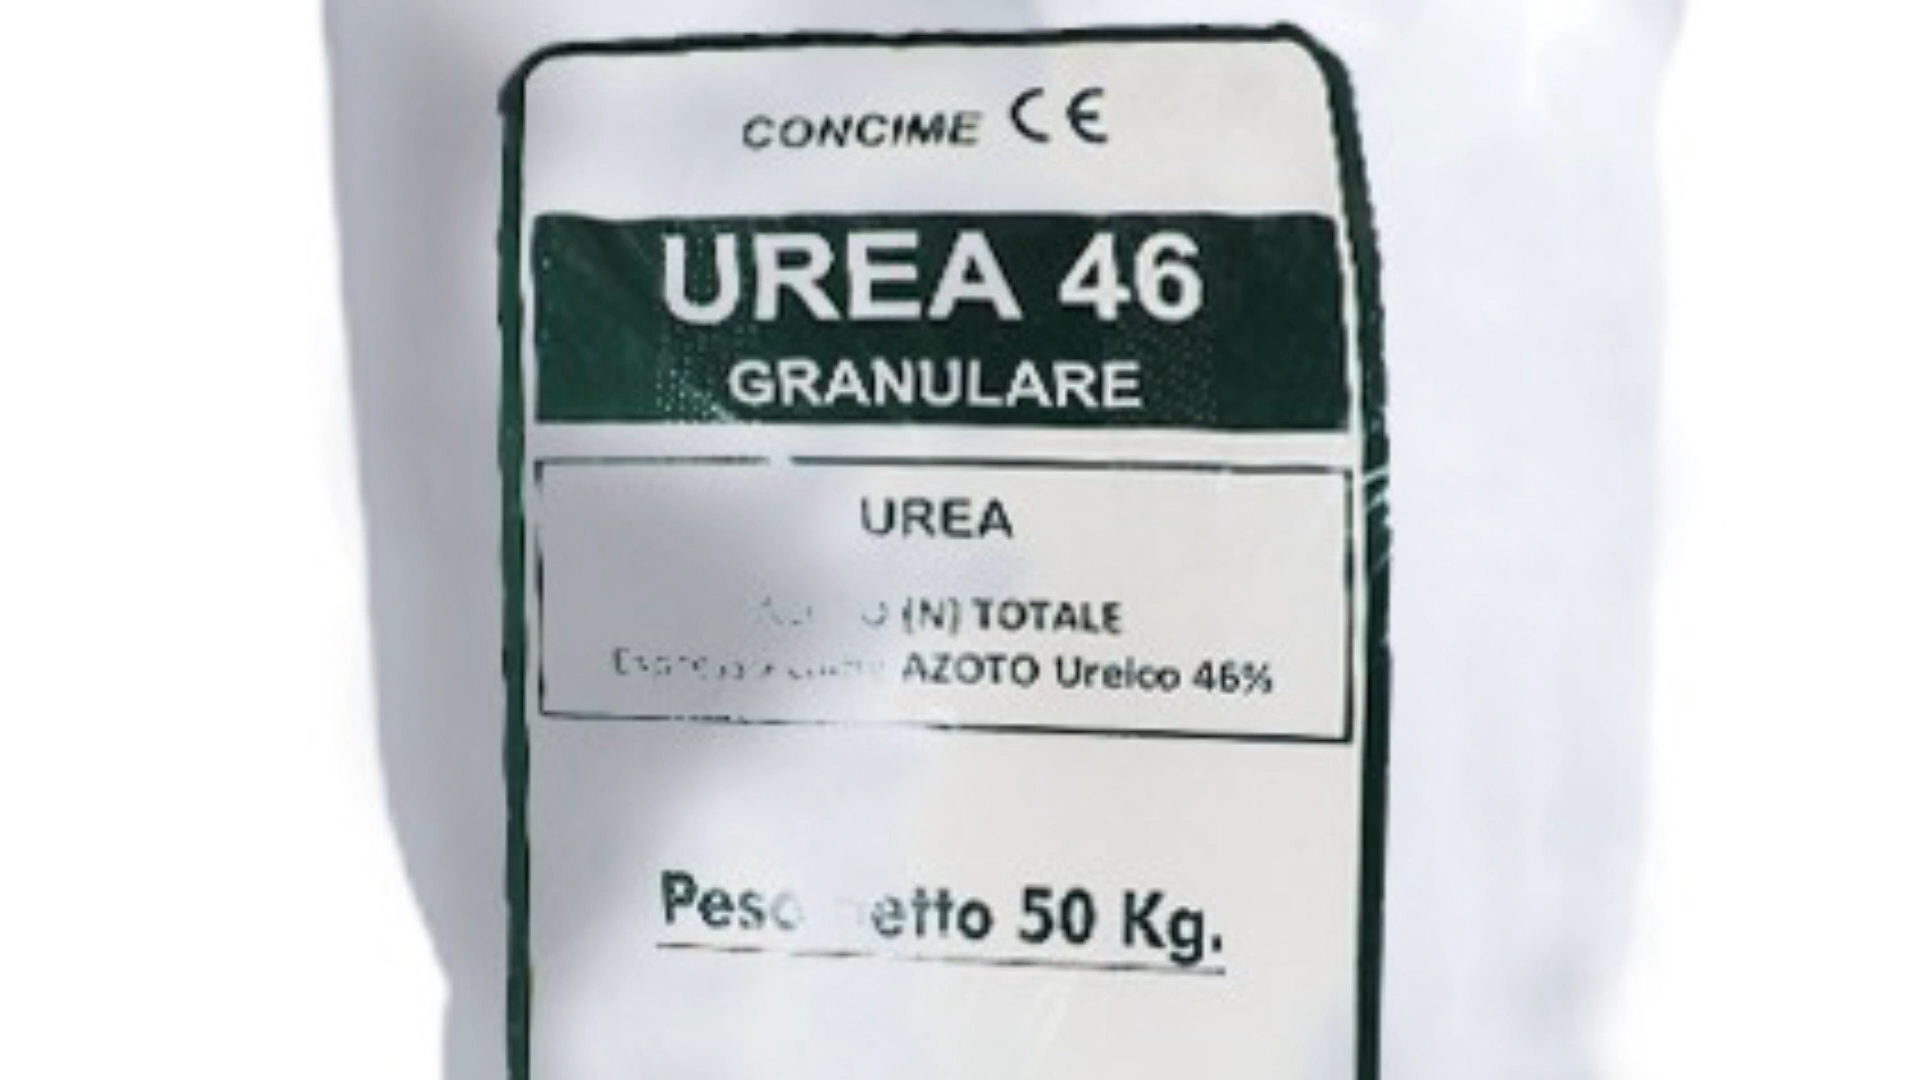 CONCIME CE
UREA 46
GRANULARE
UREA
(N) TOTALE
AZOTO Ureico 46%
Peso netto 50 Kg.